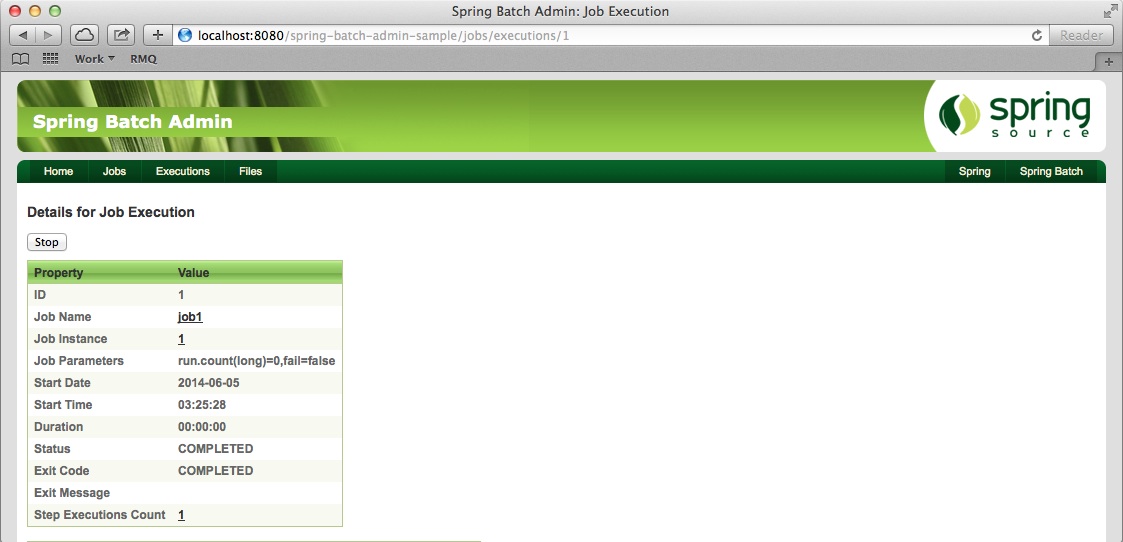 Spring Batch Admin: Job Execution
localhost:8080/spring-batch-admin-sample/jobs/executions/1
Reader
Work RMQ
Spring Batch Admin
spring
source
Home Jobs Executions Files Spring Spring Batch
Details for Job Execution
Stop
Property Value
ID 1
Job Name job1
Job Instance 1
Job Parameters run.count(long)=0,fail=false
Start Date 2014-06-05
Start Time 03:25:28
Duration 00:00:00
Status COMPLETED
Exit Code COMPLETED
Exit Message
Step Executions Count 1